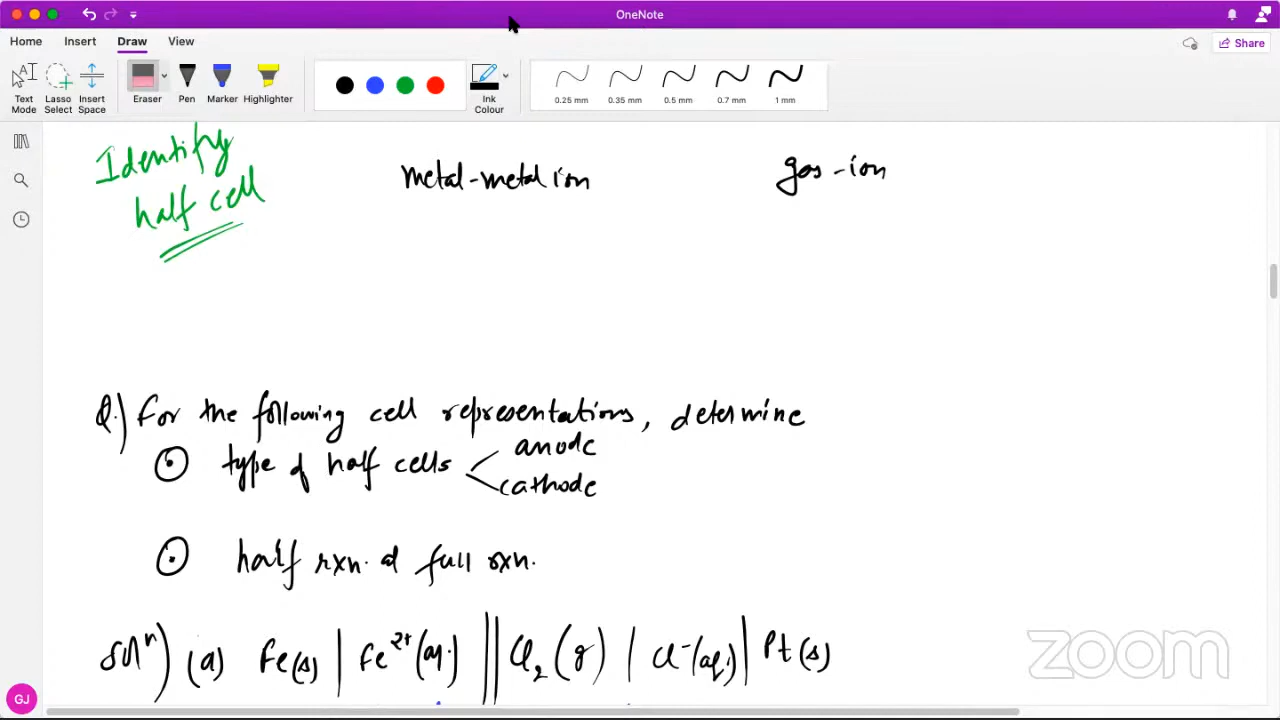 OneNote
Home Insert Draw View
Share
Text Mode
Lasso Select
Insert Space
Eraser
Pen
Marker
Highlighter
Ink Colour
0.25 mm 0.35 mm 0.5 mm 0.7 mm 1 mm
Identify half cell
metal-metal ion
gas-ion
Q.) For the following cell representations, determine
type of half cells
anode
cathode
half rxn. at full rxn.
Solⁿ) (a) Fe(s) | Fe²⁺(aq.) || Cl₂(g) | Cl⁻(aq.) | Pt(s)
zoom
GJ